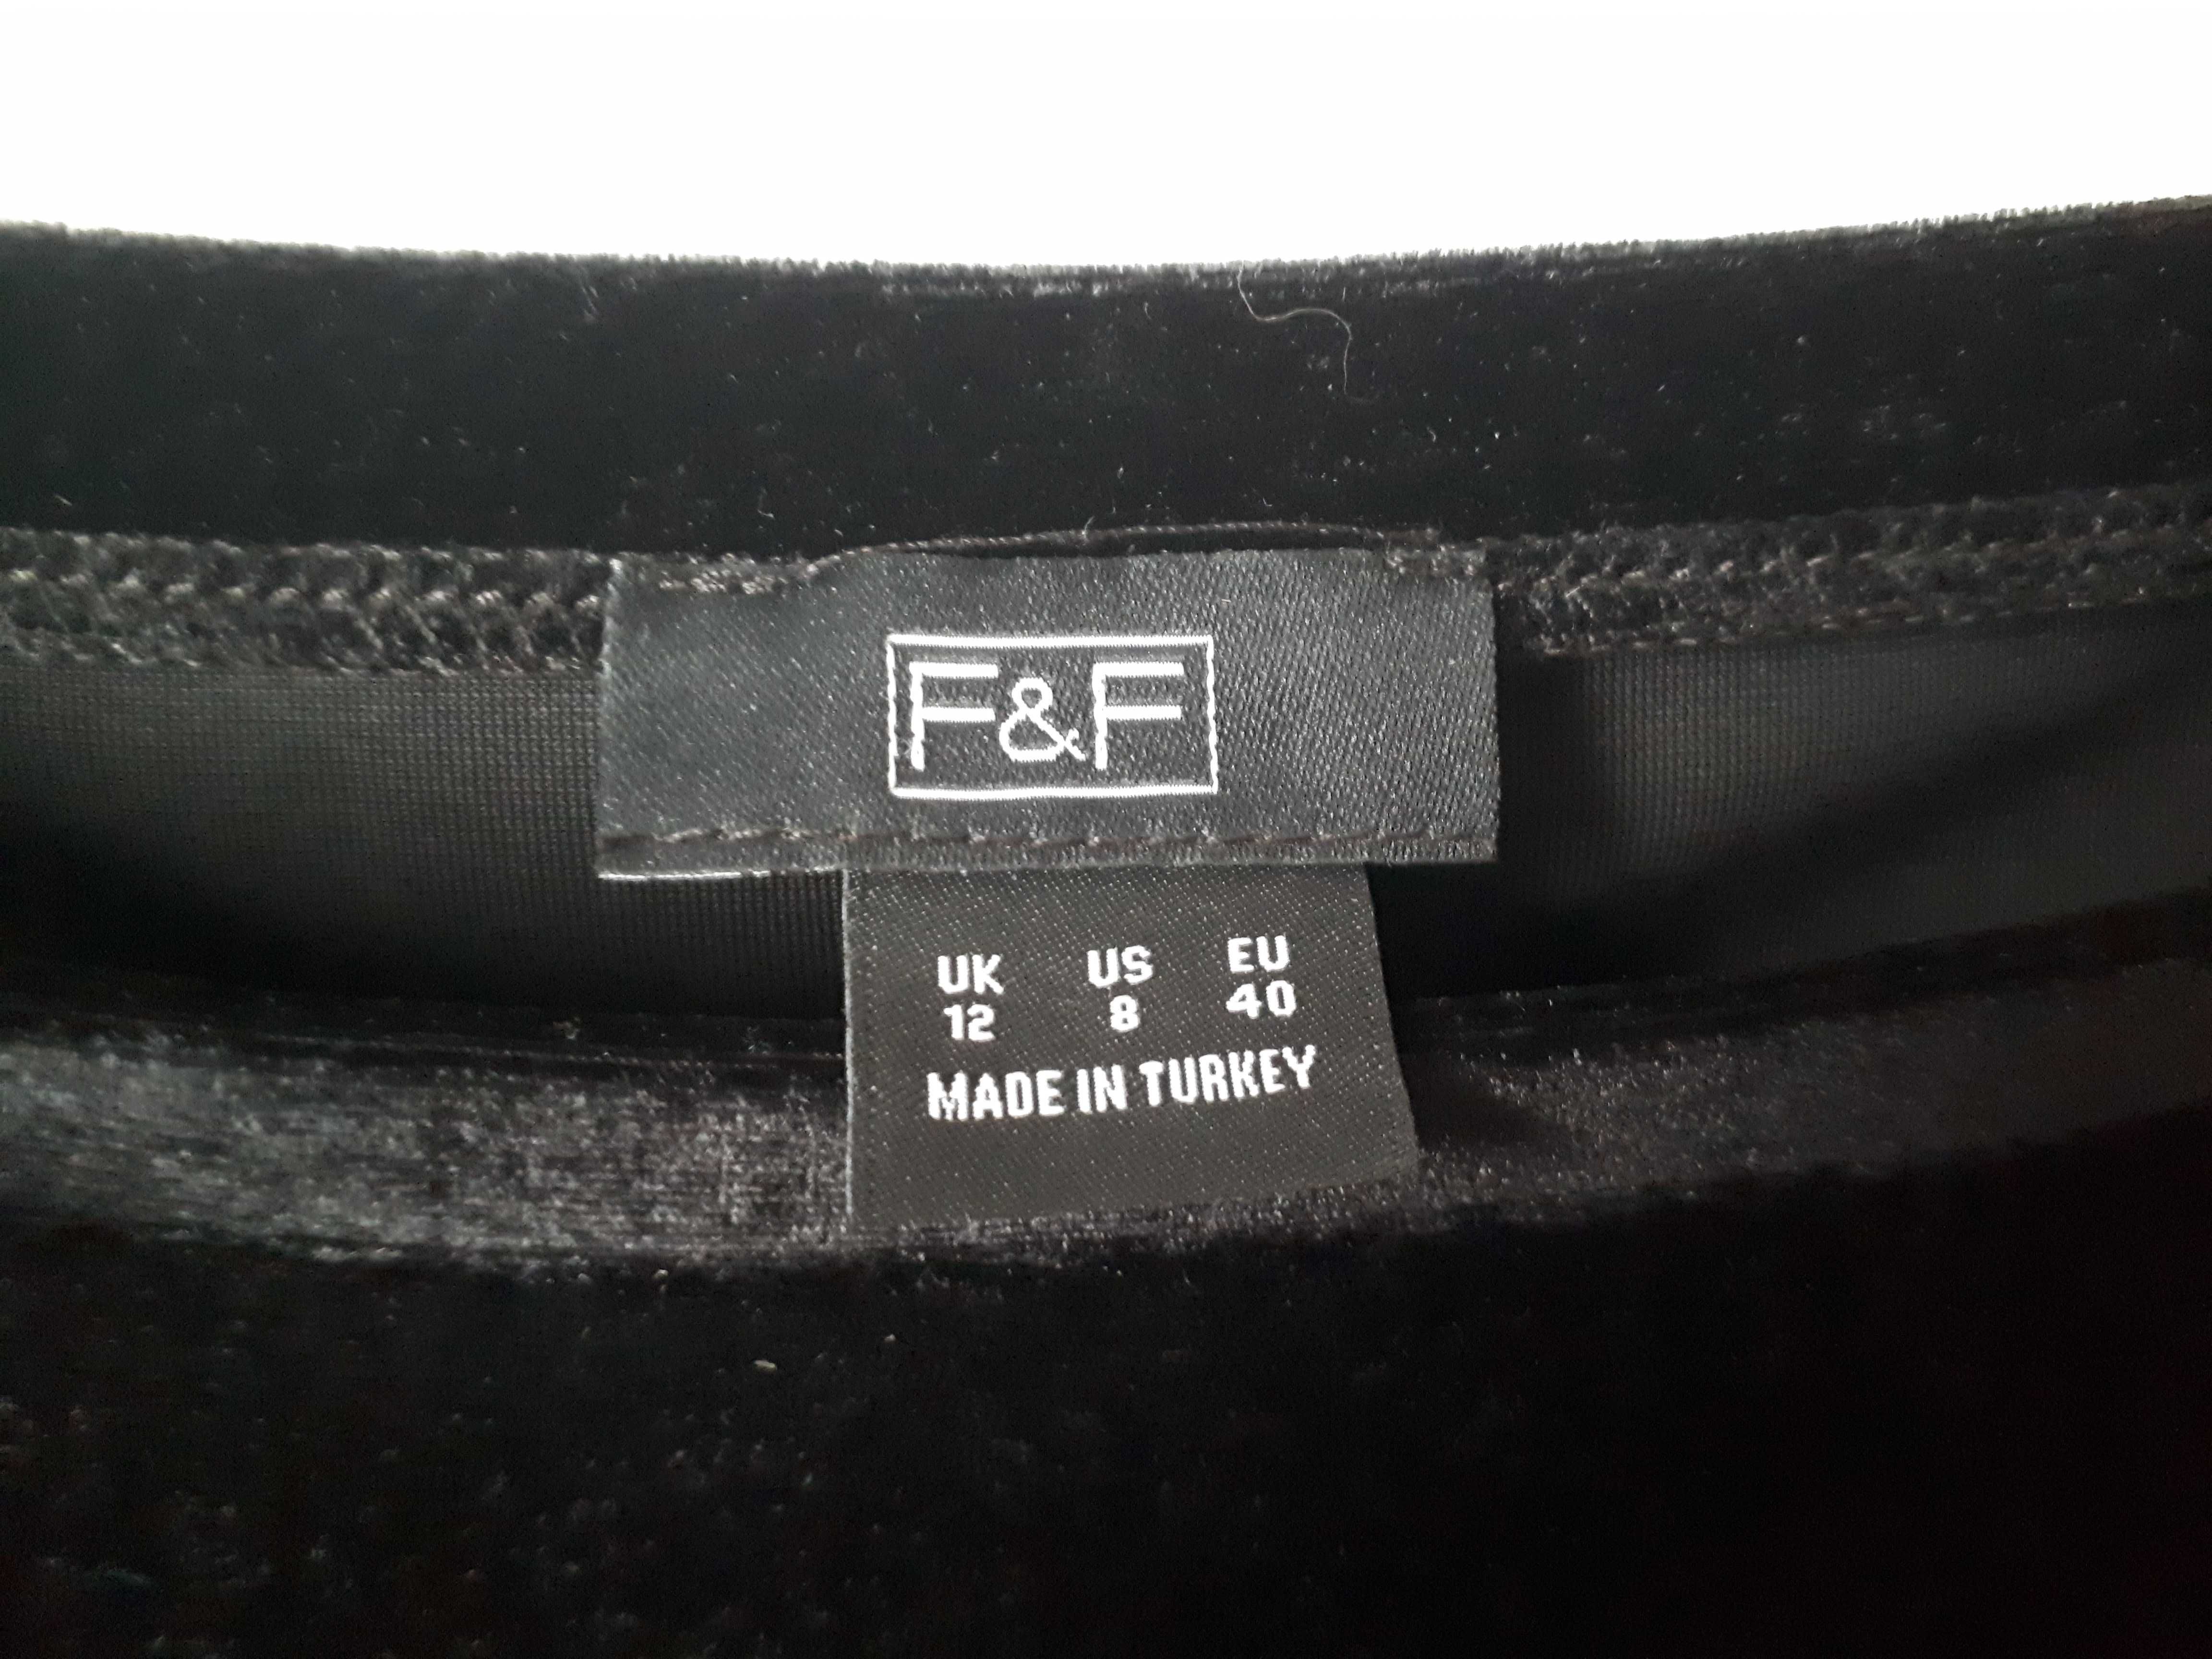 F&F
UK US EU
12 8 40
MADE IN TURKEY